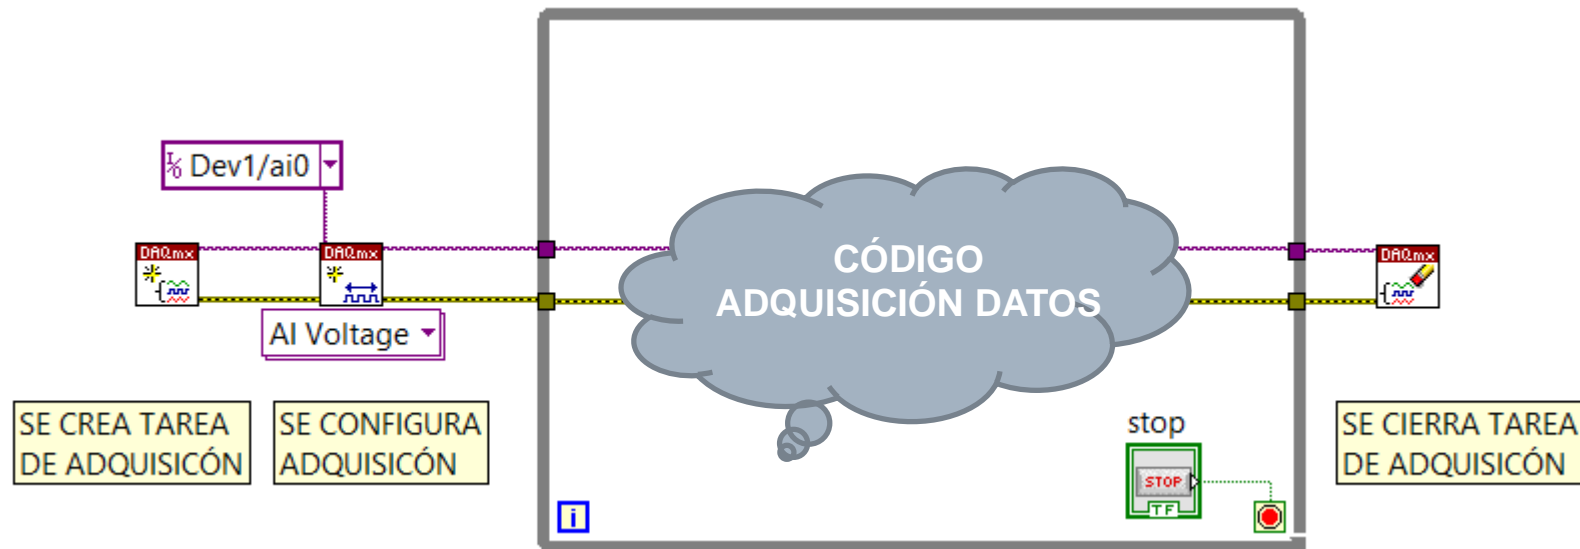 Dev1/ai0
DAQmx
DAQmx
DAQmx
CÓDIGO
ADQUISICIÓN DATOS
AI Voltage
SE CREA TAREA
DE ADQUISICÓN
SE CONFIGURA
ADQUISICÓN
stop
STOP
TF
i
SE CIERRA TAREA
DE ADQUISICÓN